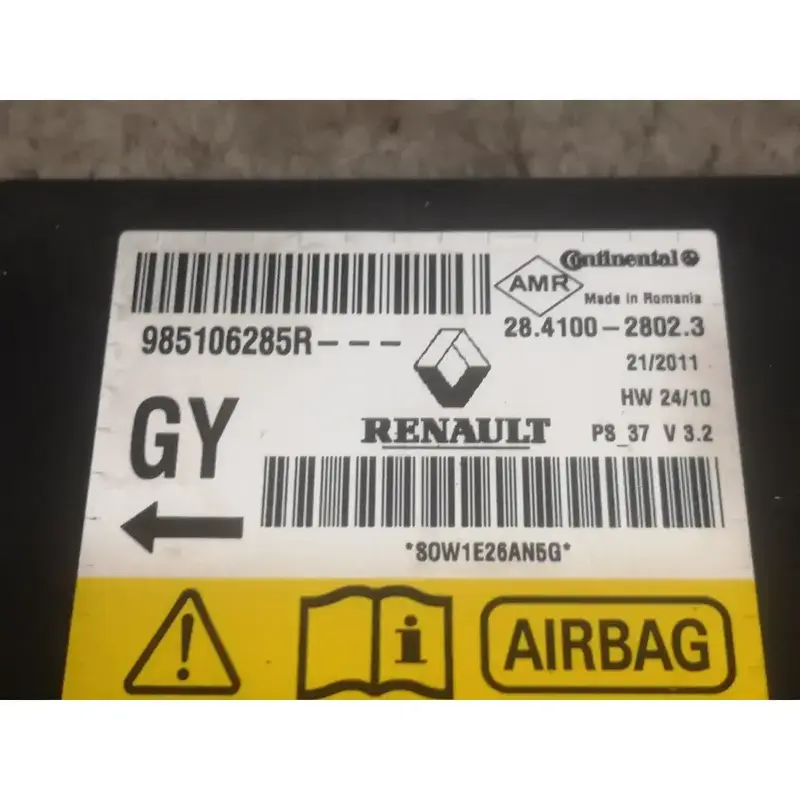 Continental
AMR
Made in Romania
985106285R---
28.4100-2802.3
21/2011
GY
HW 24/10
RENAULT
PS_37 V 3.2
*80W1E26AN5G*
! i AIRBAG